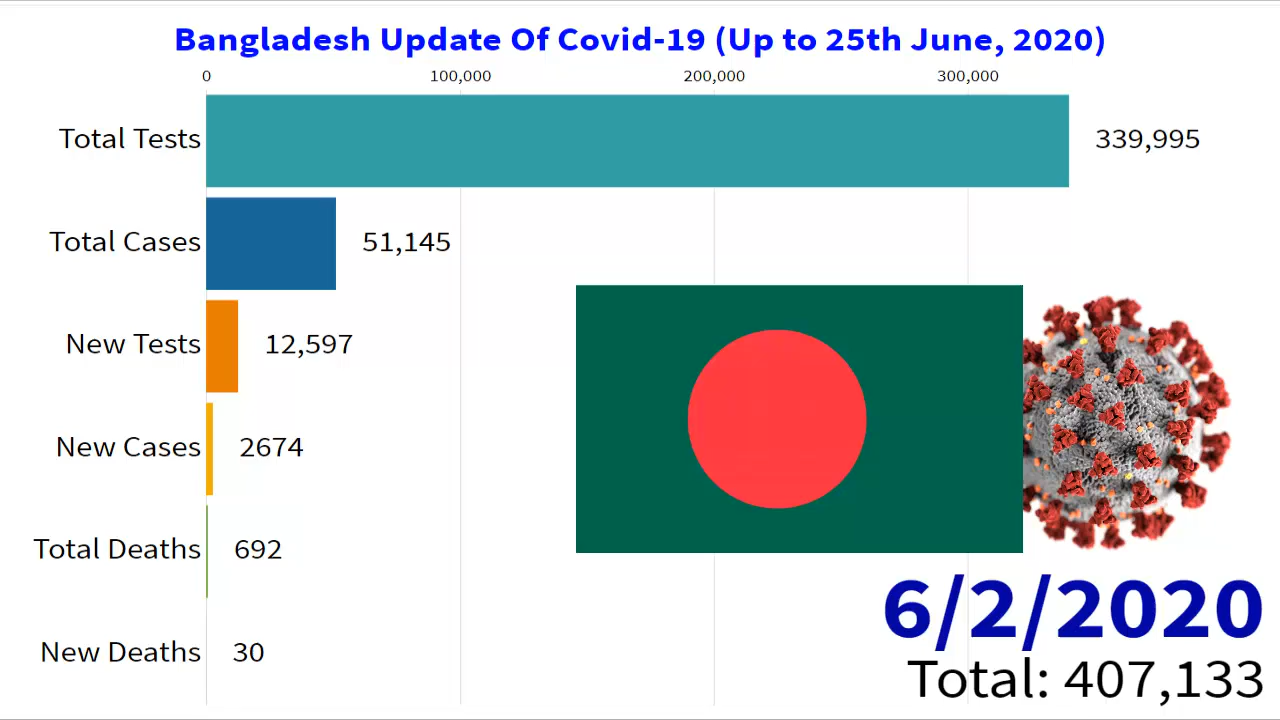 Bangladesh Update Of Covid-19 (Up to 25th June, 2020)
0 100,000 200,000 300,000
Total Tests 339,995
Total Cases 51,145
New Tests 12,597
New Cases 2674
Total Deaths 692
New Deaths 30
6/2/2020
Total: 407,133